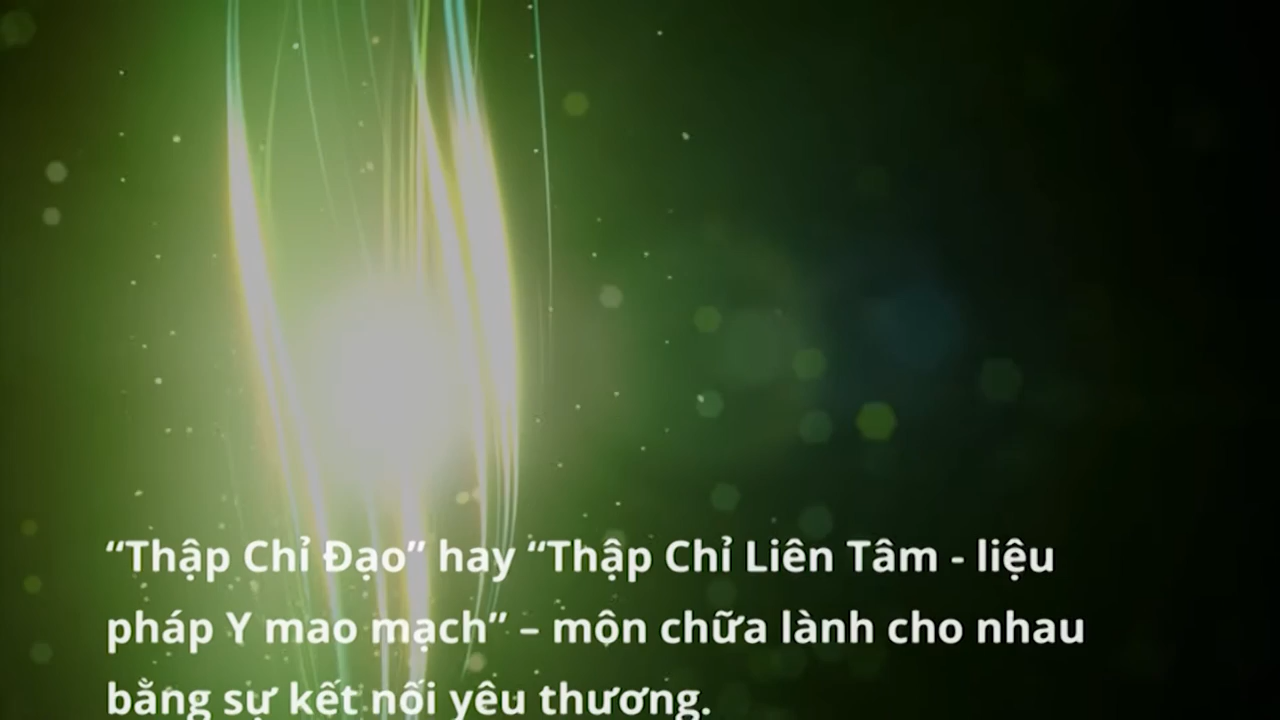 “Thập Chỉ Đạo” hay “Thập Chỉ Liên Tâm - liệu
pháp Y mao mạch” – môn chữa lành cho nhau
bằng sự kết nối yêu thương.